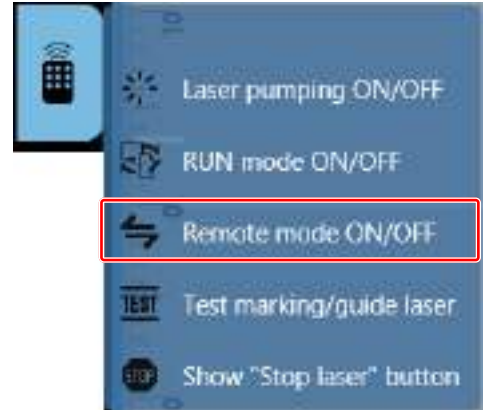 Laser pumping ON/OFF
RUN mode ON/OFF
Remote mode ON/OFF
TEST Test marking/guide laser
STOP Show "Stop laser" button